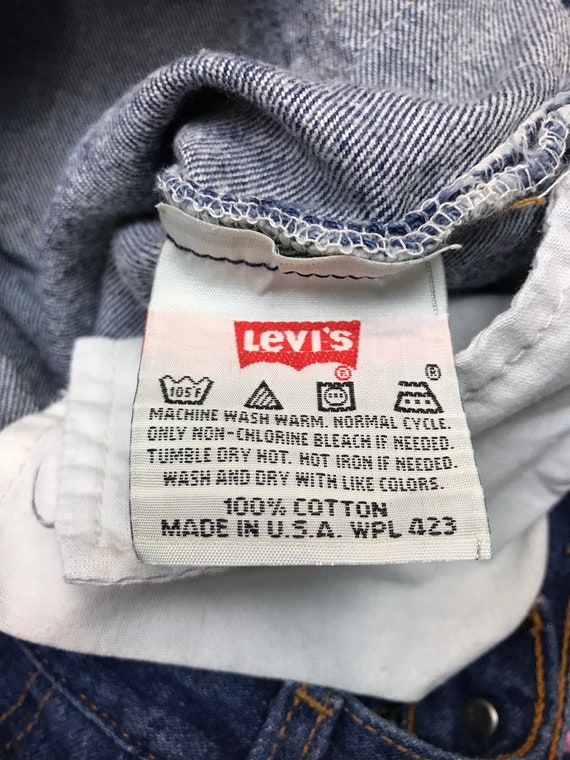 LEVI'S
®
105°F
MACHINE WASH WARM. NORMAL CYCLE.
ONLY NON-CHLORINE BLEACH IF NEEDED.
TUMBLE DRY HOT. HOT IRON IF NEEDED.
WASH AND DRY WITH LIKE COLORS.
100% COTTON
MADE IN U.S.A. WPL 423